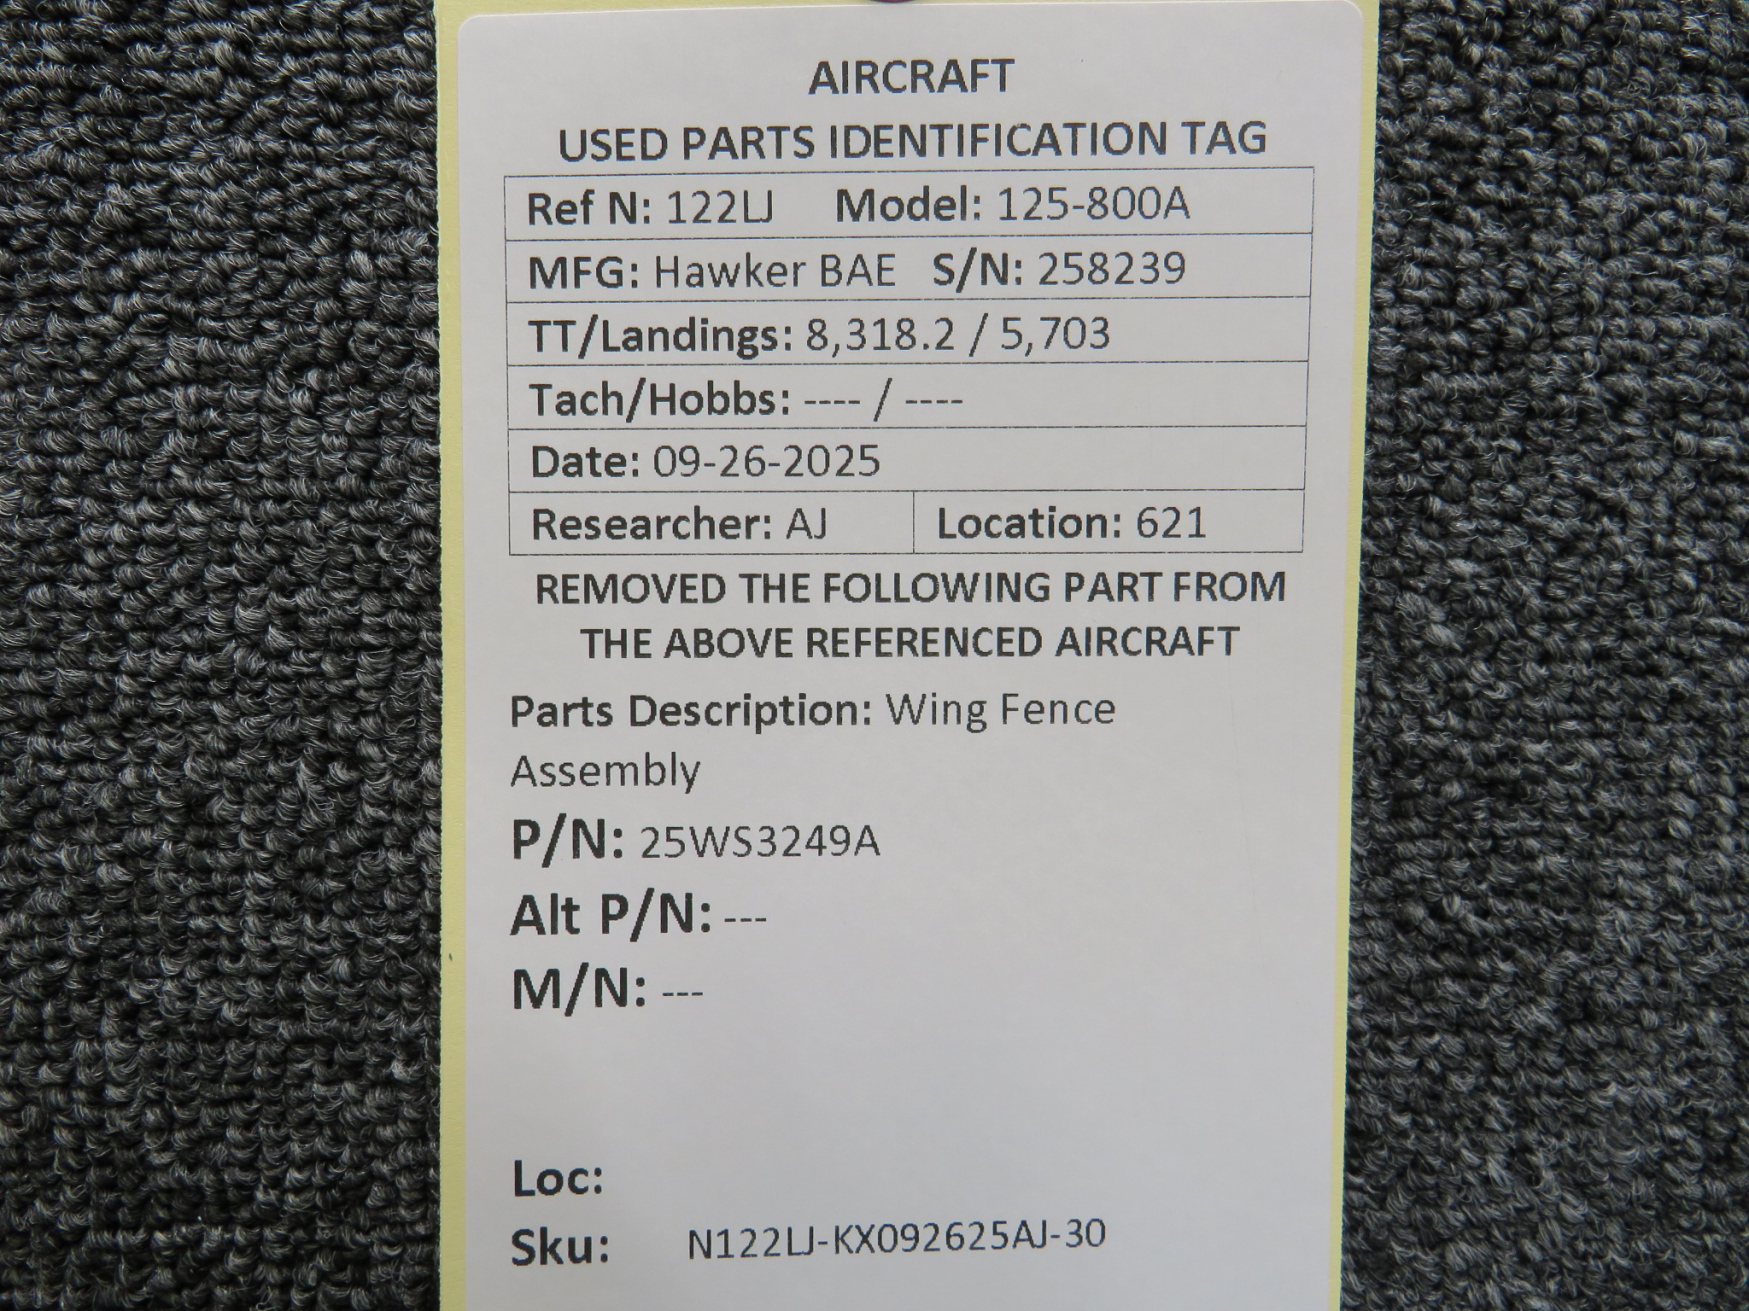 AIRCRAFT
USED PARTS IDENTIFICATION TAG
Ref N: 122LJ Model: 125-800A
MFG: Hawker BAE S/N: 258239
TT/Landings: 8,318.2 / 5,703
Tach/Hobbs: ---- / ----
Date: 09-26-2025
Researcher: AJ Location: 621
REMOVED THE FOLLOWING PART FROM
THE ABOVE REFERENCED AIRCRAFT
Parts Description: Wing Fence
Assembly
P/N: 25WS3249A
Alt P/N: ---
M/N: ---
Loc:
Sku: N122LJ-KX092625AJ-30